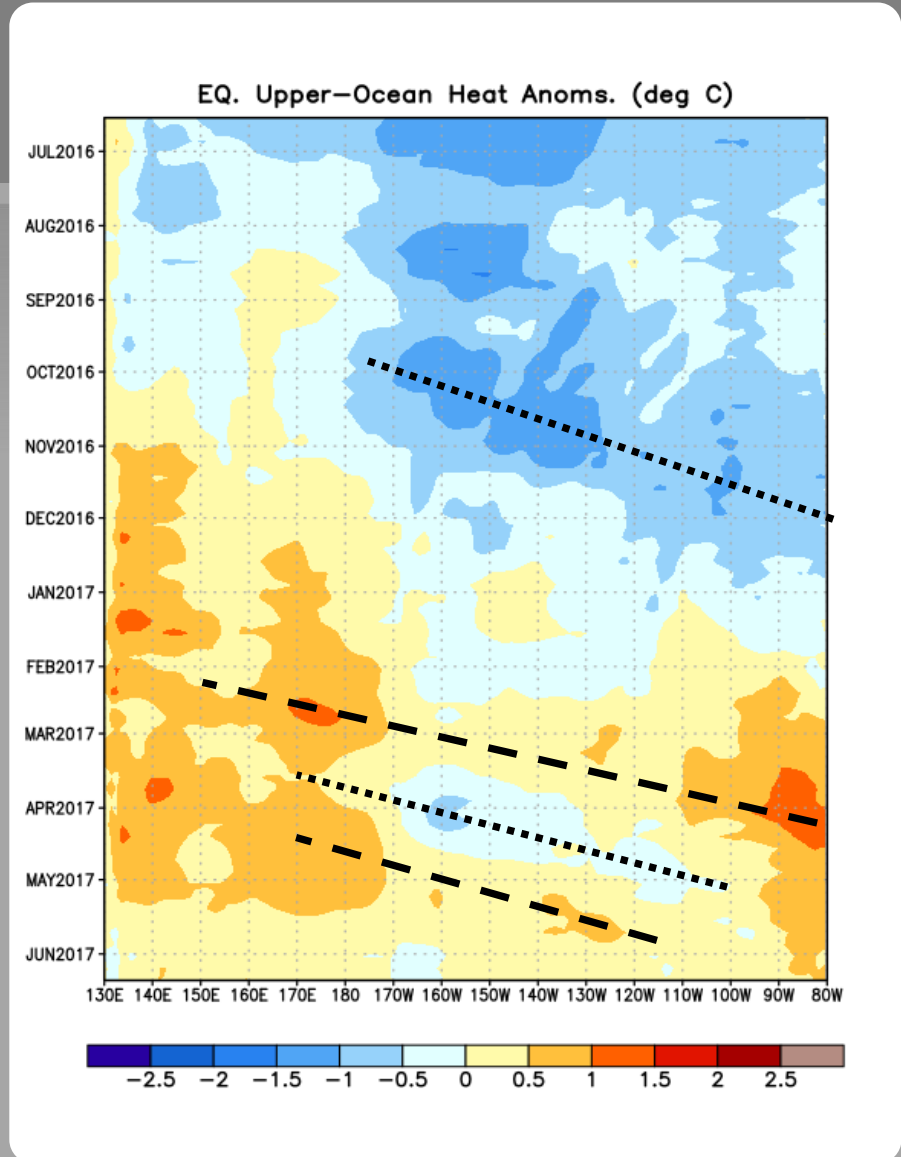 EQ. Upper-Ocean Heat Anoms. (deg C)
JUL2016
AUG2016
SEP2016
OCT2016
NOV2016
DEC2016
JAN2017
FEB2017
MAR2017
APR2017
MAY2017
JUN2017
130E 140E 150E 160E 170E 180 170W 160W 150W 140W 130W 120W 110W 100W 90W 80W
-2.5 -2 -1.5 -1 -0.5 0 0.5 1 1.5 2 2.5